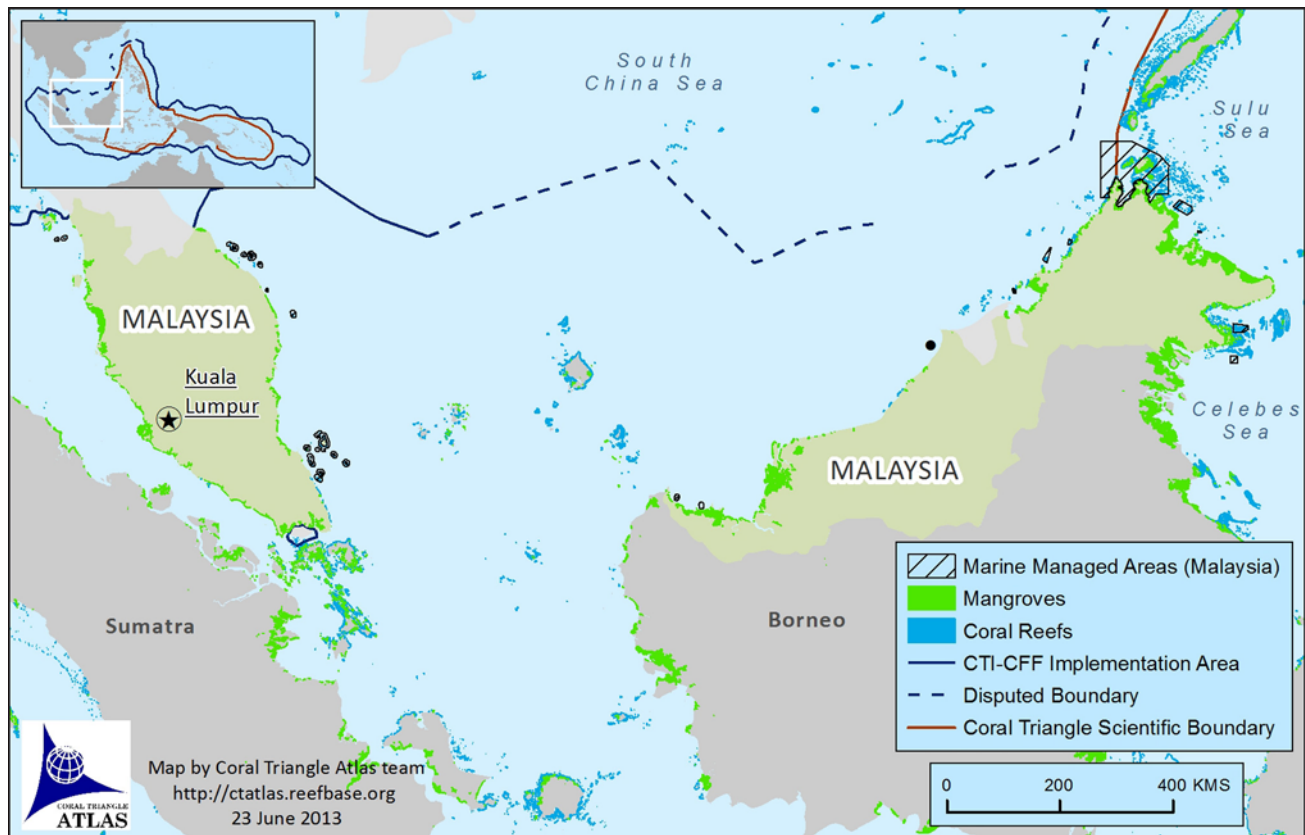 South
China Sea
Sulu
Sea
MALAYSIA
Kuala
Lumpur
Celebes
Sea
MALAYSIA
Sumatra
Borneo
Marine Managed Areas (Malaysia)
Mangroves
Coral Reefs
CTI-CFF Implementation Area
Disputed Boundary
Coral Triangle Scientific Boundary
CORAL TRIANGLE
ATLAS
Map by Coral Triangle Atlas team
http://ctatlas.reefbase.org
23 June 2013
0 200 400 KMS